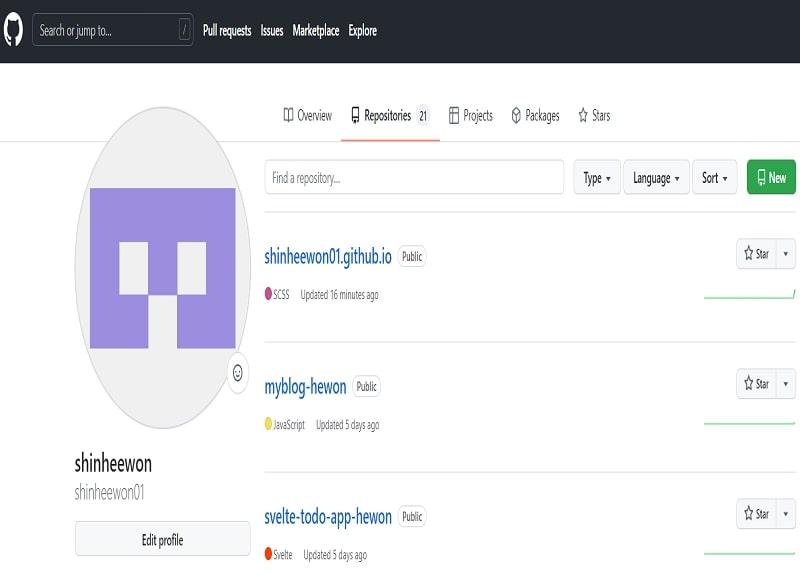 Search or jump to... /
Pull requests Issues Marketplace Explore
Overview Repositories 21 Projects Packages Stars
Find a repository... Type Language Sort New
shinheewon01.github.io Public Star
SCSS Updated 16 minutes ago
myblog-hewon Public Star
JavaScript Updated 5 days ago
shinheewon
shinheewon01
Edit profile
svelte-todo-app-hewon Public Star
Svelte Updated 5 days ago